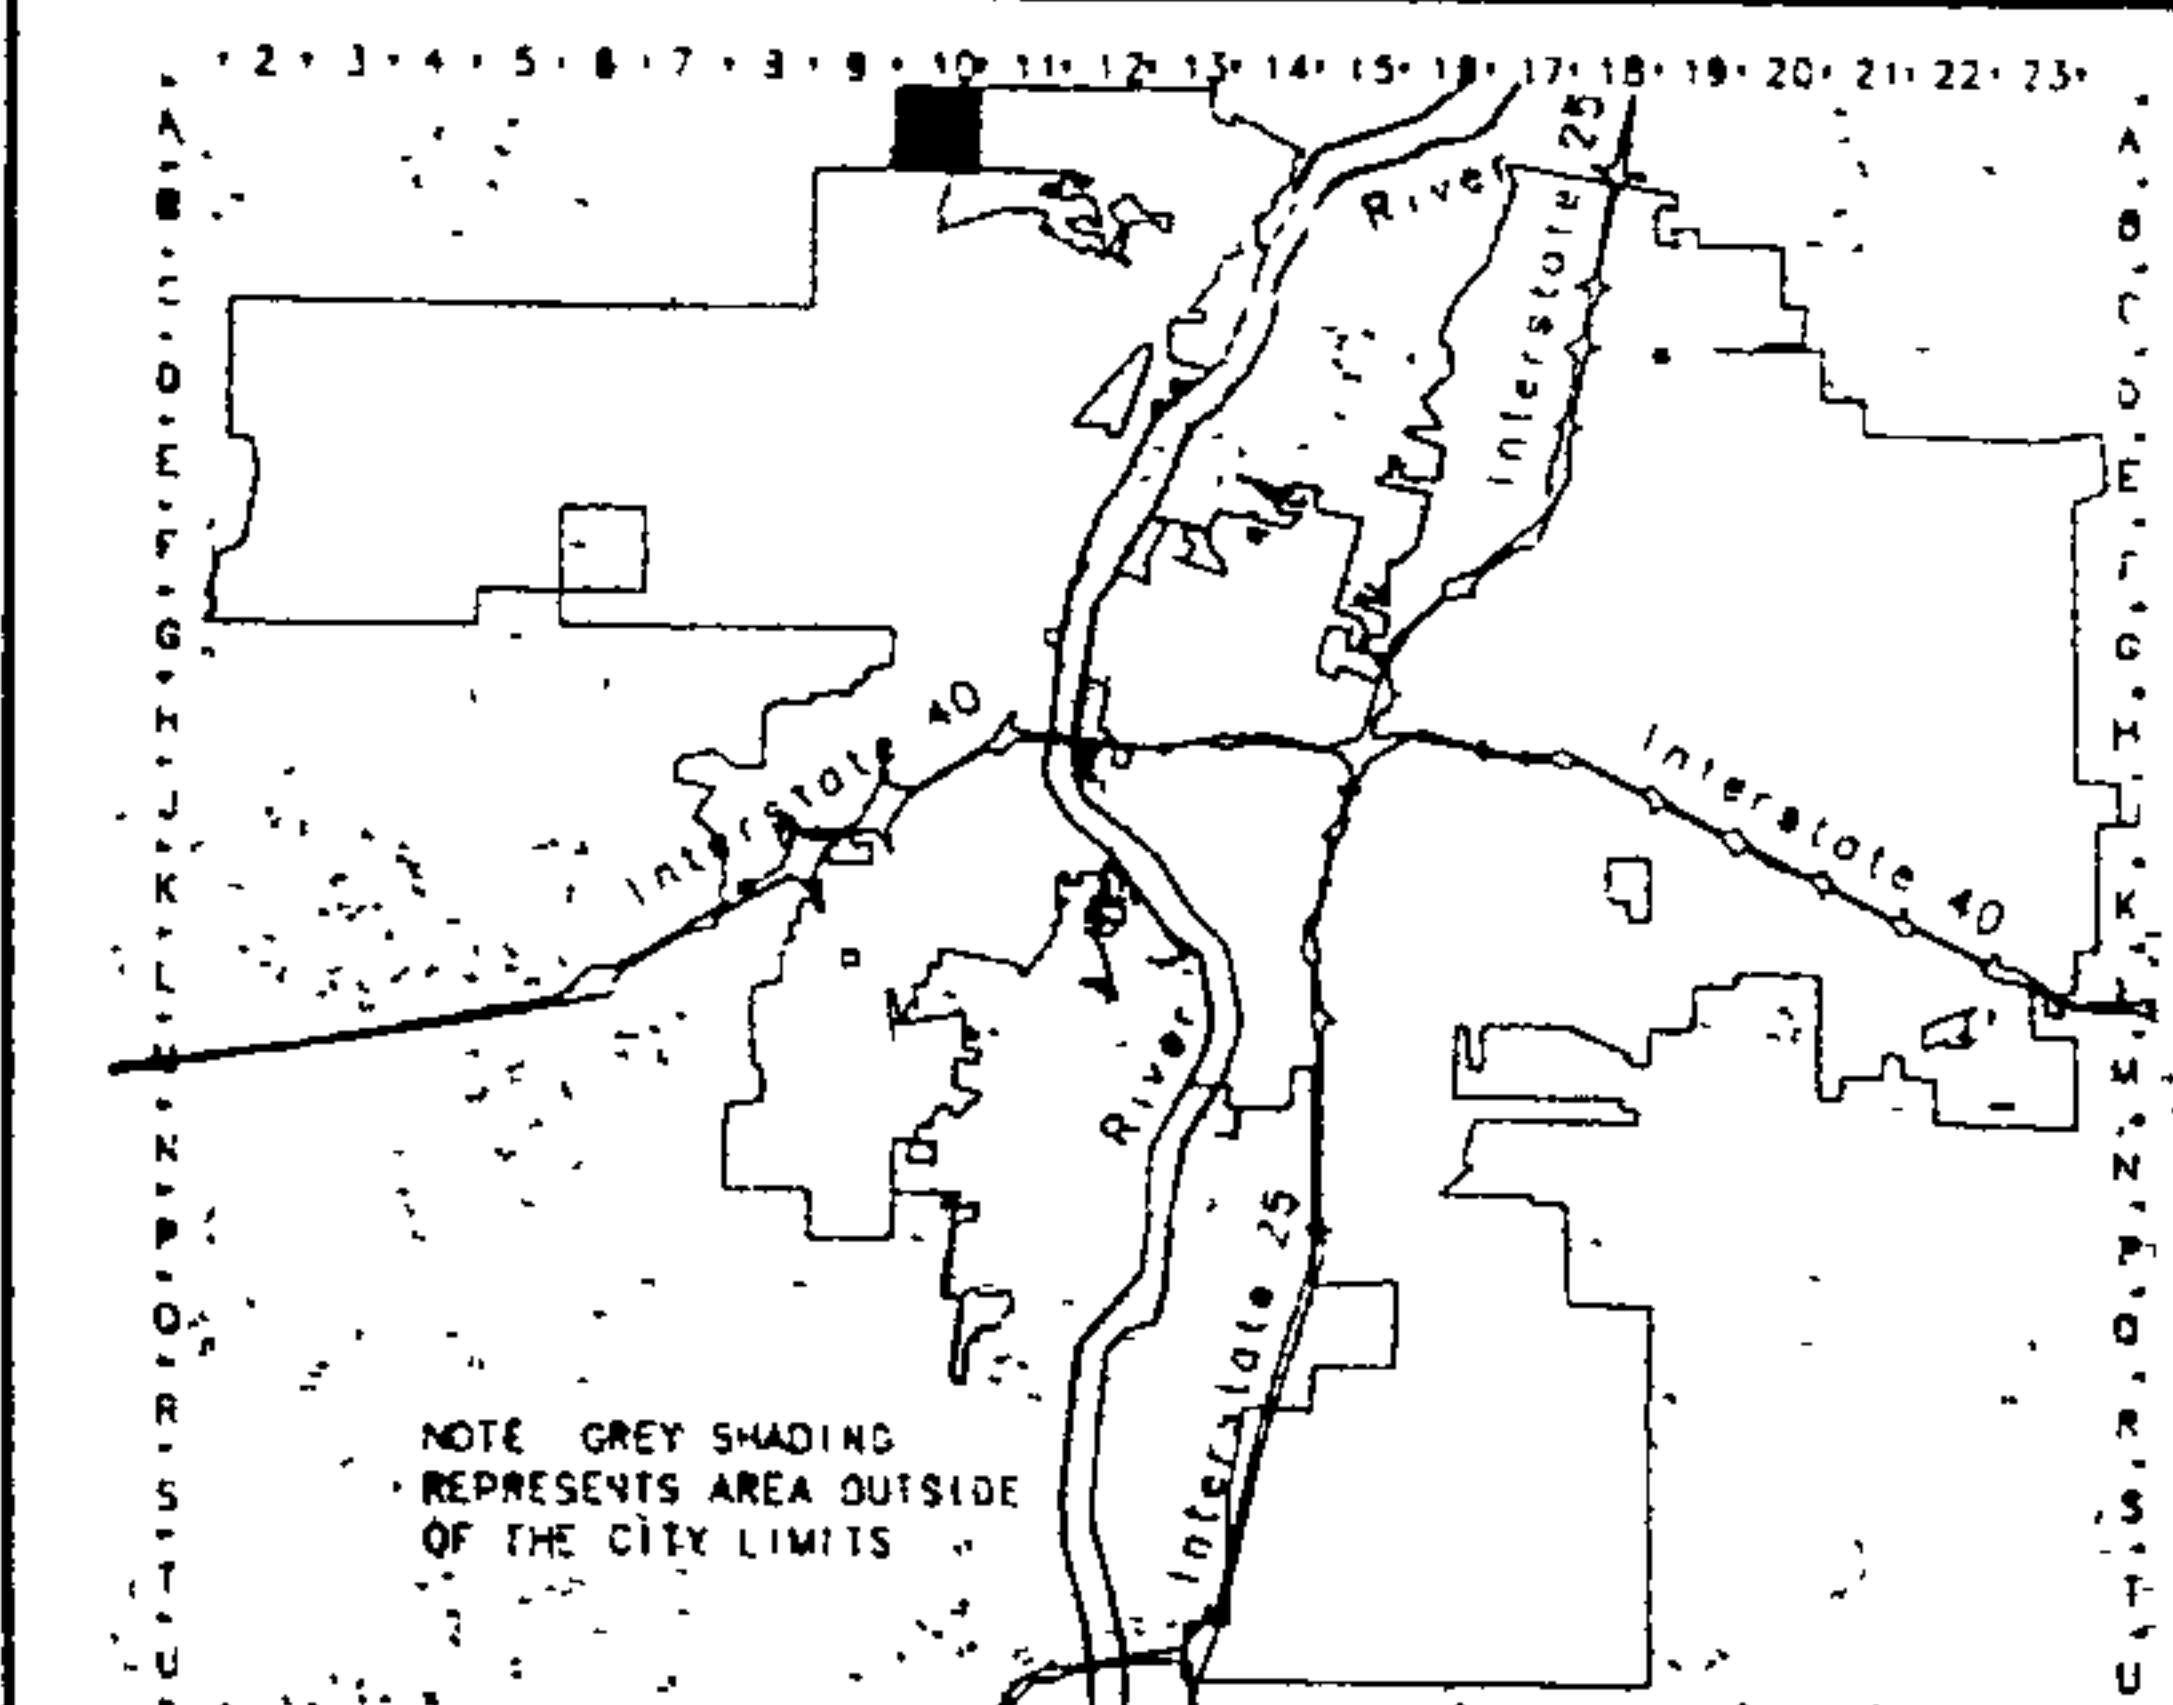 2 3 4 5 6 7 8 9 10 11 12 13 14 15 16 17 18 19 20 21 22 23
A A
B B
C C
D D
E E
F F
G G
H H
J J
K K
L L
M M
N N
P P
Q Q
R R
S S
T T
U U
River
Interstate 25
Interstate 40
Interstate 40
River
Interstate 25
NOTE GREY SHADING
REPRESENTS AREA OUTSIDE
OF THE CITY LIMITS